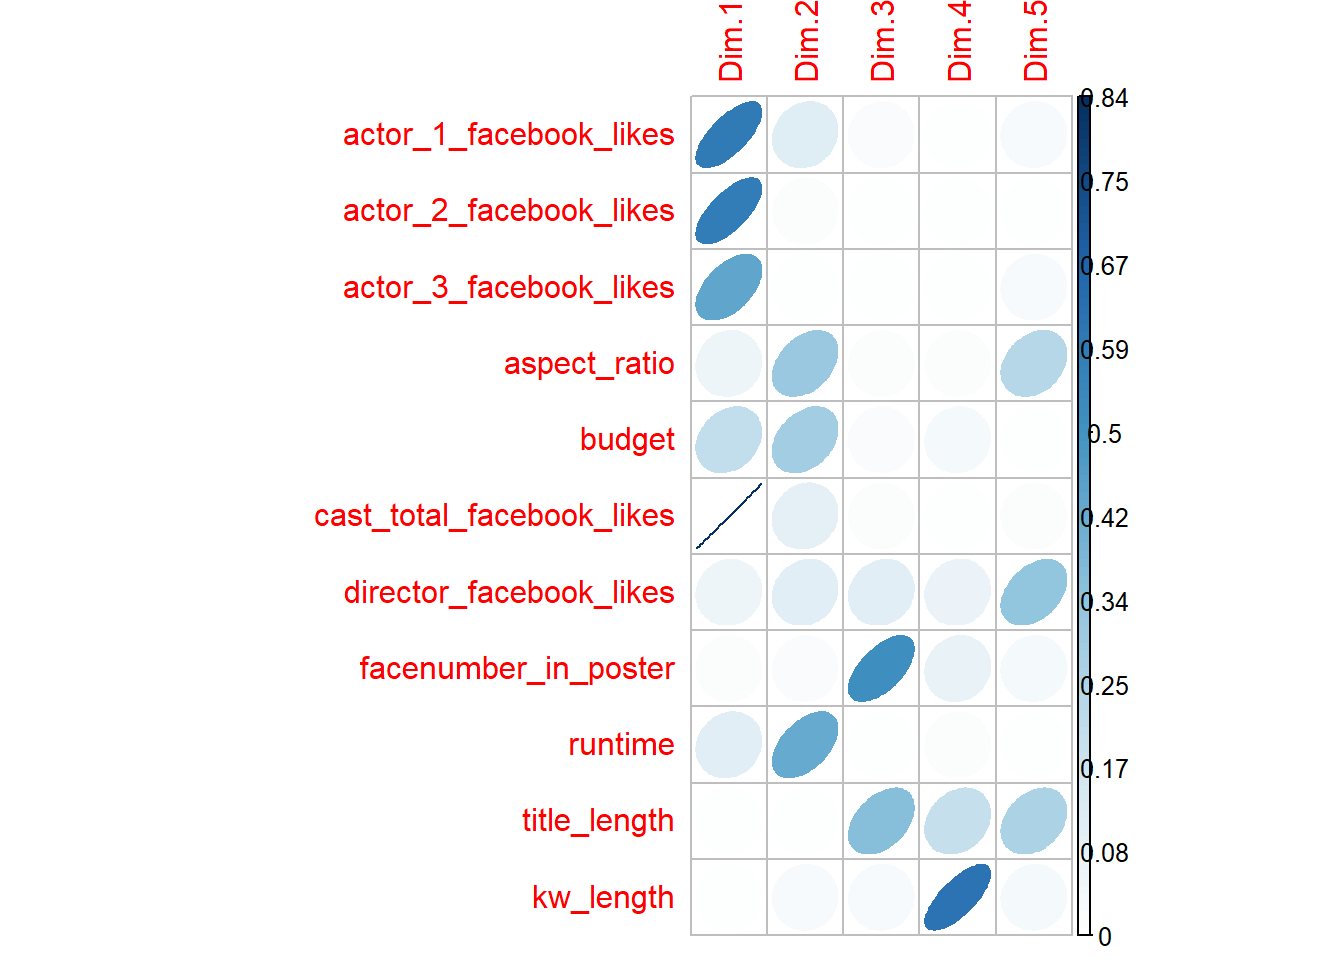 Dim.1 Dim.2 Dim.3 Dim.4 Dim.5
actor_1_facebook_likes
actor_2_facebook_likes
actor_3_facebook_likes
aspect_ratio
budget
cast_total_facebook_likes
director_facebook_likes
facenumber_in_poster
runtime
title_length
kw_length
0.84
0.75
0.67
0.59
0.5
0.42
0.34
0.25
0.17
0.08
0